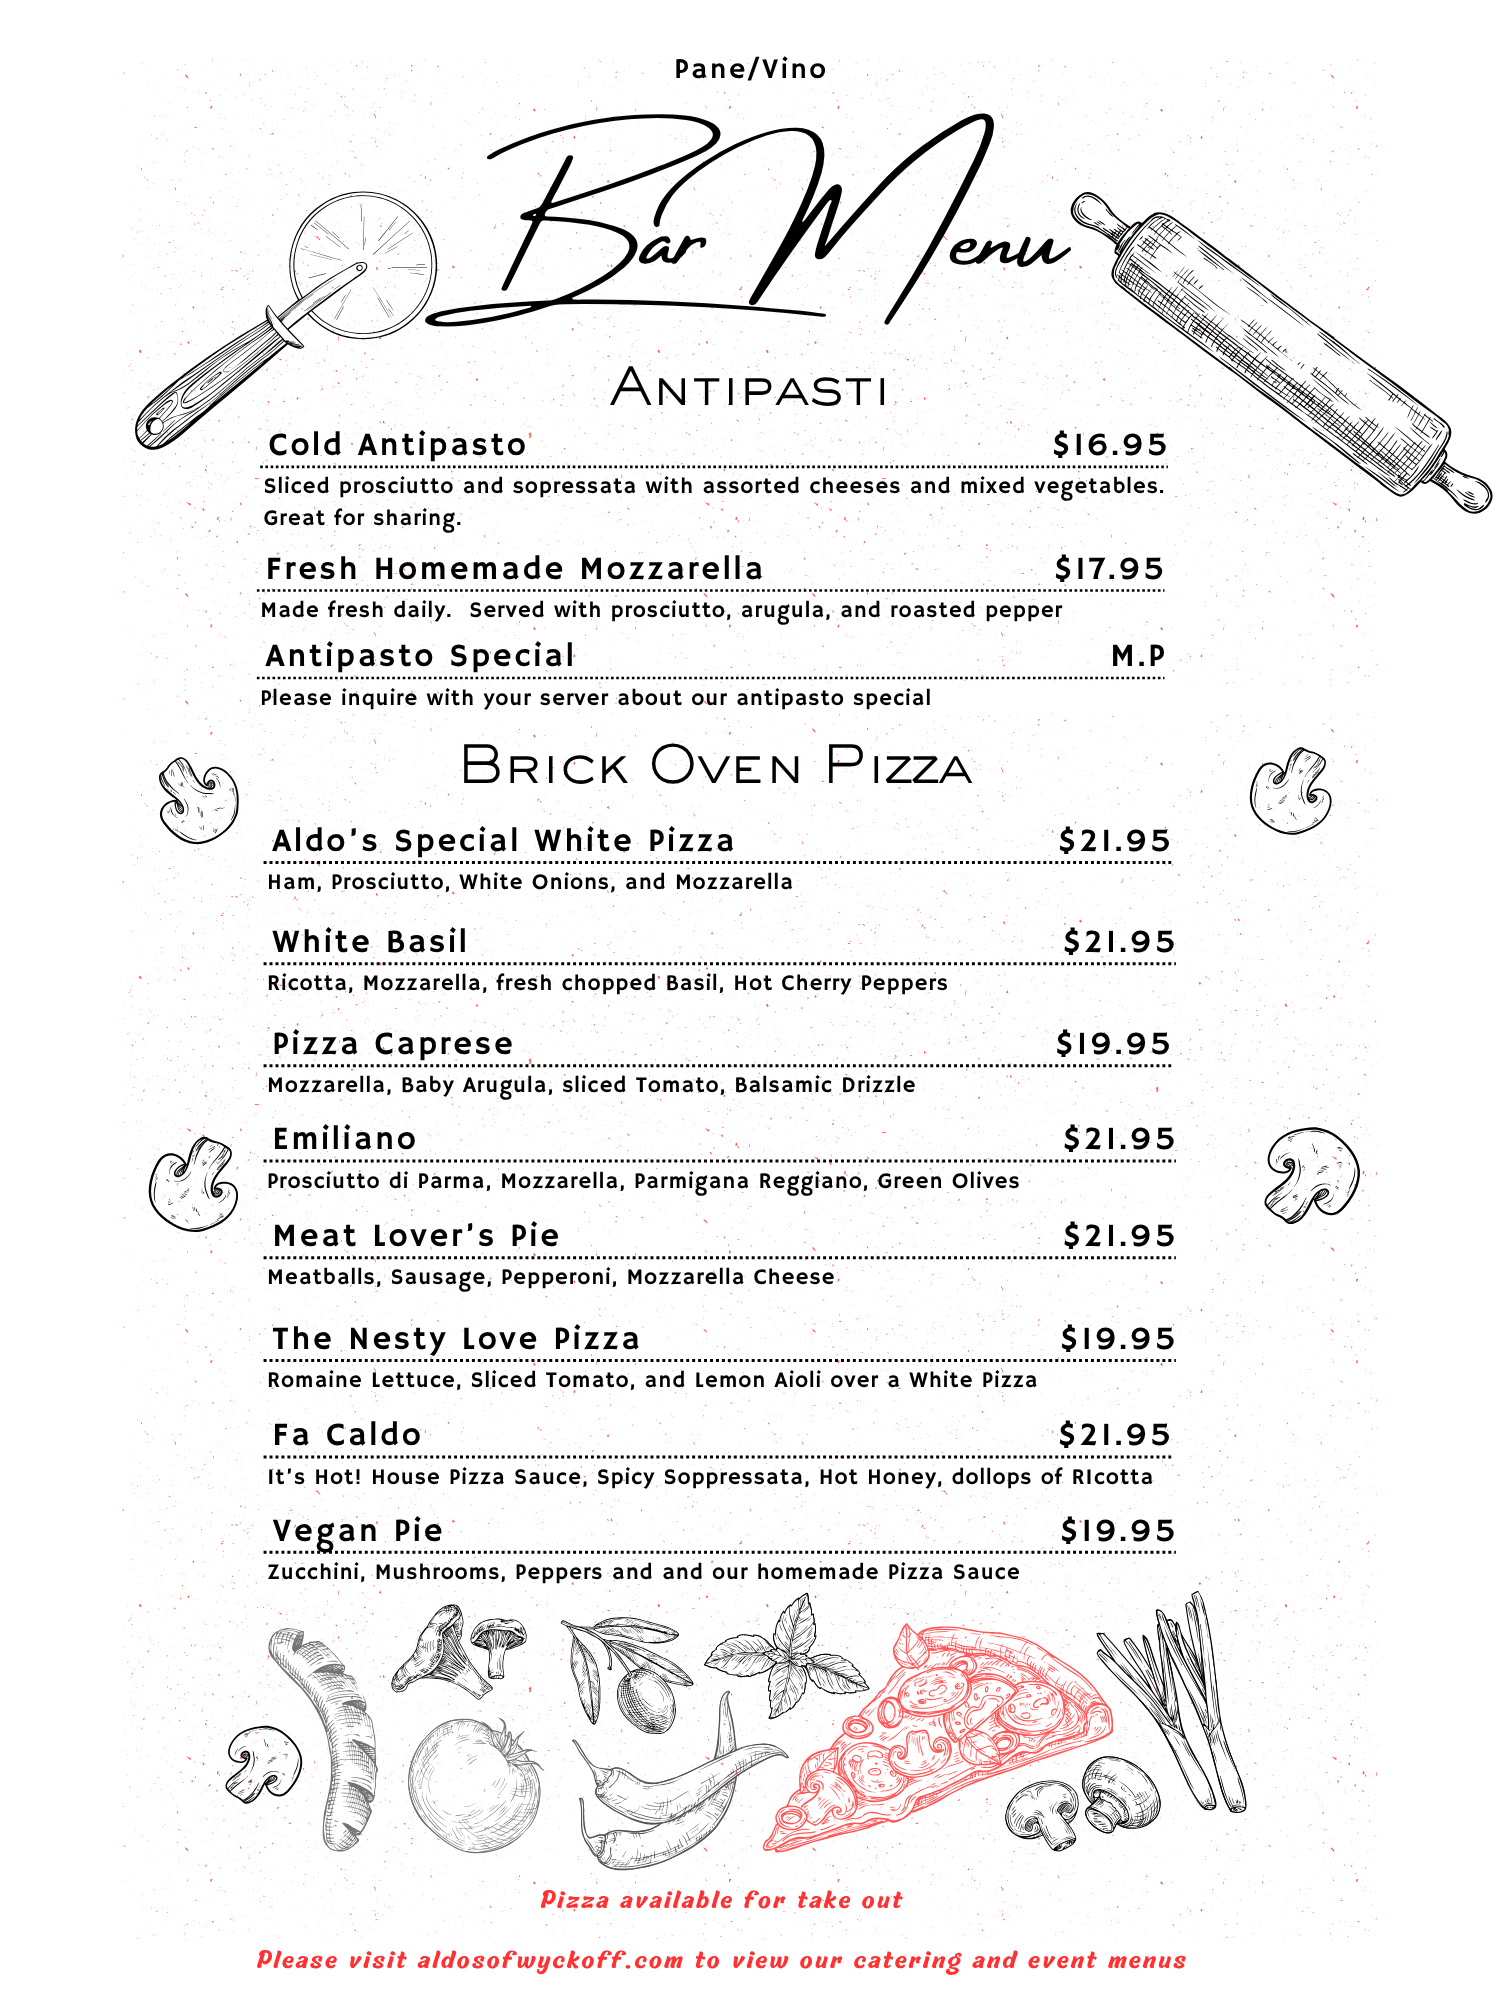 Pane/Vino
Bar Menu
Antipasti
Cold Antipasto $16.95
Sliced prosciutto and sopressata with assorted cheeses and mixed vegetables.
Great for sharing.
Fresh Homemade Mozzarella $17.95
Made fresh daily.  Served with prosciutto, arugula, and roasted pepper
Antipasto Special M.P
Please inquire with your server about our antipasto special
Brick Oven Pizza
Aldo's Special White Pizza $21.95
Ham, Prosciutto, White Onions, and Mozzarella
White Basil $21.95
Ricotta, Mozzarella, fresh chopped Basil, Hot Cherry Peppers
Pizza Caprese $19.95
Mozzarella, Baby Arugula, sliced Tomato, Balsamic Drizzle
Emiliano $21.95
Prosciutto di Parma, Mozzarella, Parmigana Reggiano, Green Olives
Meat Lover's Pie $21.95
Meatballs, Sausage, Pepperoni, Mozzarella Cheese
The Nesty Love Pizza $19.95
Romaine Lettuce, Sliced Tomato, and Lemon Aioli over a White Pizza
Fa Caldo $21.95
It's Hot! House Pizza Sauce, Spicy Soppressata, Hot Honey, dollops of RIcotta
Vegan Pie $19.95
Zucchini, Mushrooms, Peppers and and our homemade Pizza Sauce
Pizza available for take out
Please visit aldosofwyckoff.com to view our catering and event menus